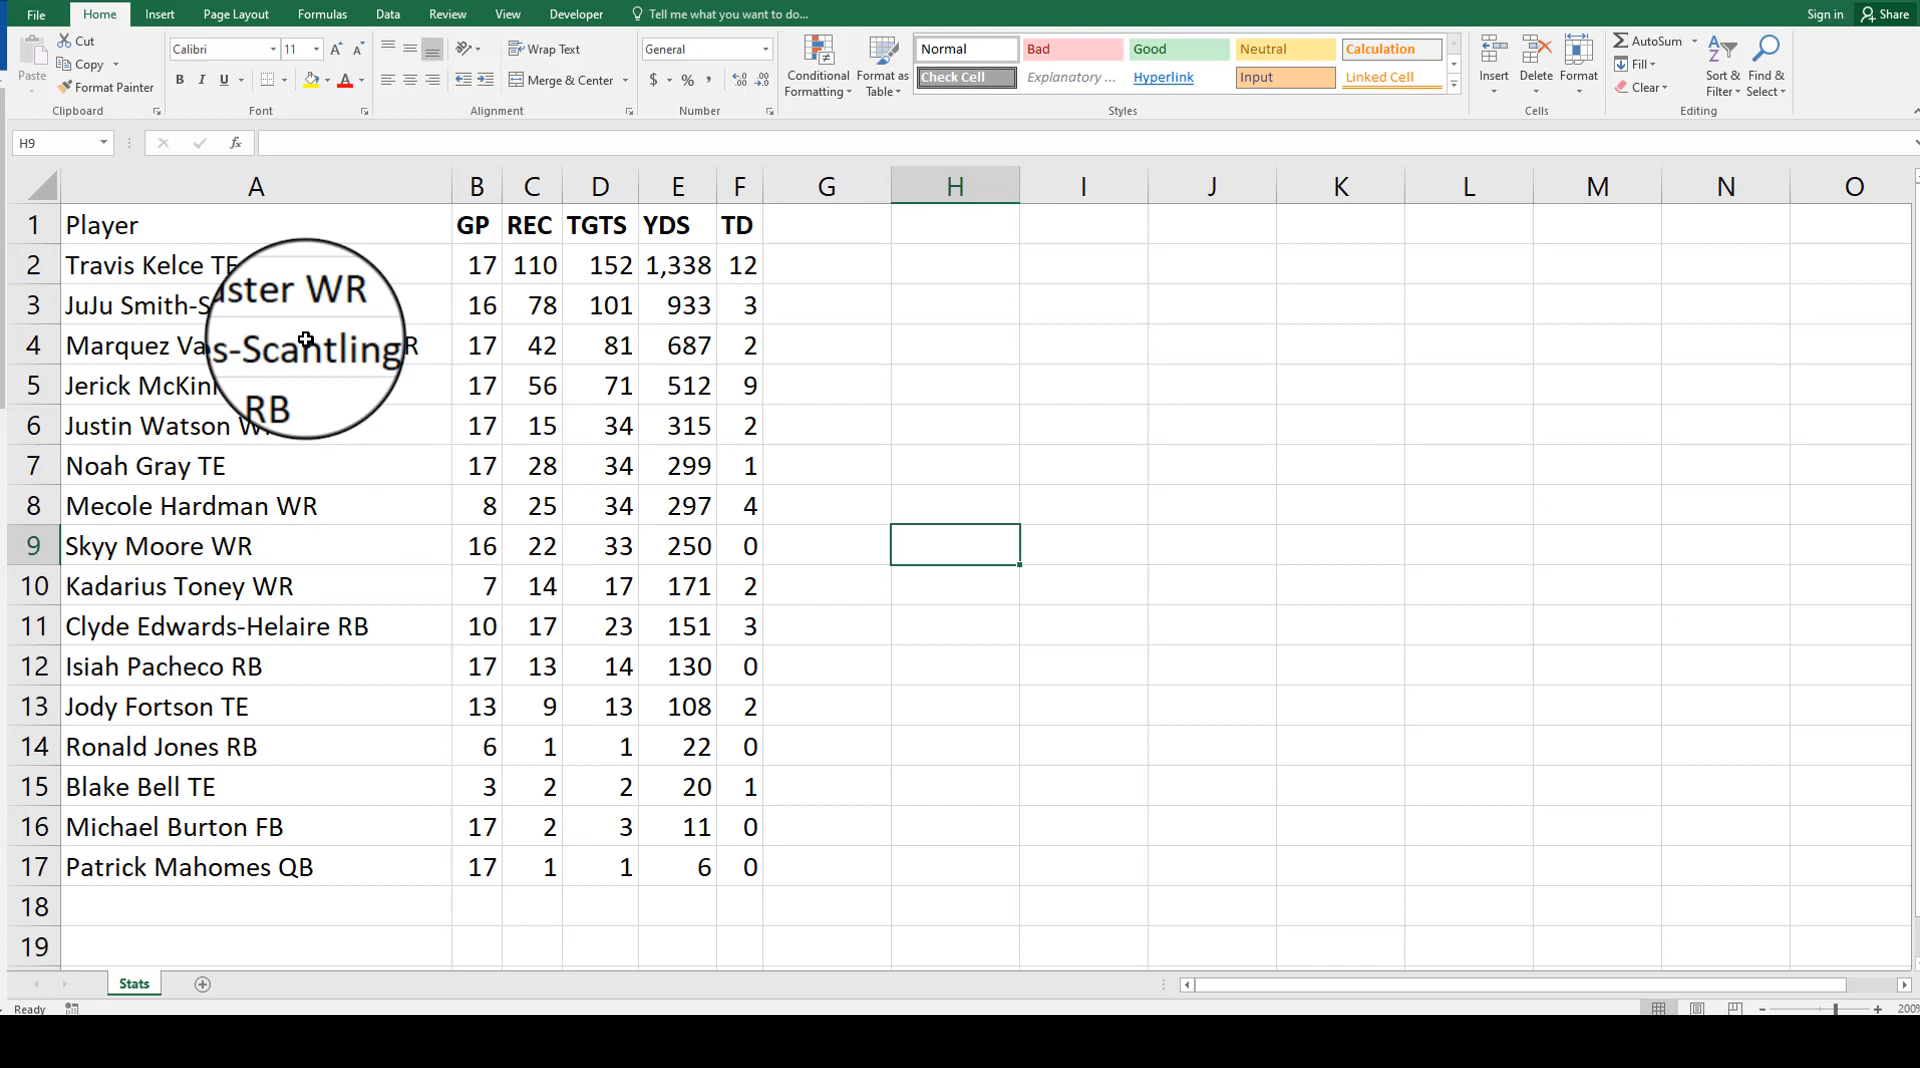 File Home Insert Page Layout Formulas Data Review View Developer Tell me what you want to do... Sign in Share
Paste Cut Copy Format Painter Clipboard
Calibri 11 A A B I U A Font
Wrap Text Merge & Center Alignment
General $ % , Number
Conditional Formatting Format as Table
Normal Bad Good Neutral Calculation
Check Cell Explanatory ... Hyperlink Input Linked Cell
Styles
Insert Delete Format Cells
AutoSum Fill Clear Sort & Filter Find & Select Editing
H9 fx
A B C D E F G H I J K L M N O
1 Player GP REC TGTS YDS TD
2 Travis Kelce TE 17 110 152 1,338 12
3 JuJu Smith-S uster WR 16 78 101 933 3
4 Marquez Va s-Scantling R 17 42 81 687 2
5 Jerick McKin RB 17 56 71 512 9
6 Justin Watson W 17 15 34 315 2
7 Noah Gray TE 17 28 34 299 1
8 Mecole Hardman WR 8 25 34 297 4
9 Skyy Moore WR 16 22 33 250 0
10 Kadarius Toney WR 7 14 17 171 2
11 Clyde Edwards-Helaire RB 10 17 23 151 3
12 Isiah Pacheco RB 17 13 14 130 0
13 Jody Fortson TE 13 9 13 108 2
14 Ronald Jones RB 6 1 1 22 0
15 Blake Bell TE 3 2 2 20 1
16 Michael Burton FB 17 2 3 11 0
17 Patrick Mahomes QB 17 1 1 6 0
18
19
Stats
Ready 200%